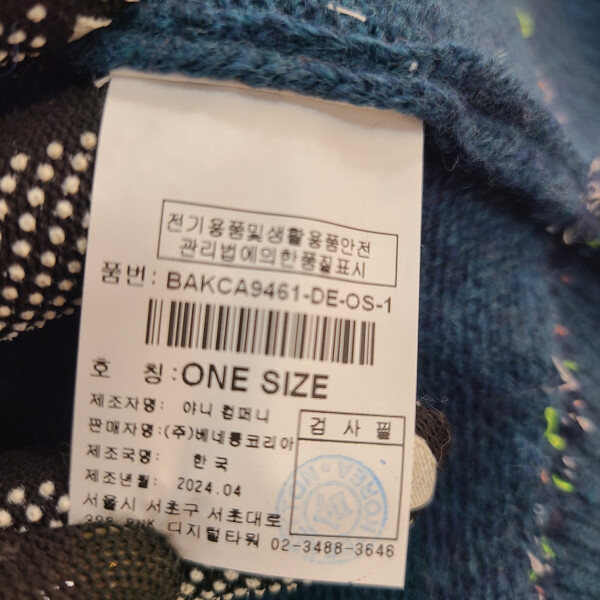 전기용품및생활용품안전
관리법에의한품질표시
품번: BAKCA9461-DE-OS-1
호 칭:ONE SIZE
제조자명: 야니 컴퍼니
판매자명:(주)베네통코리아
제조국명: 한국
제조년월: 2024.04
검사필
서울시 서초구 서초대로
디지털타워 02-3488-3646
KOREA